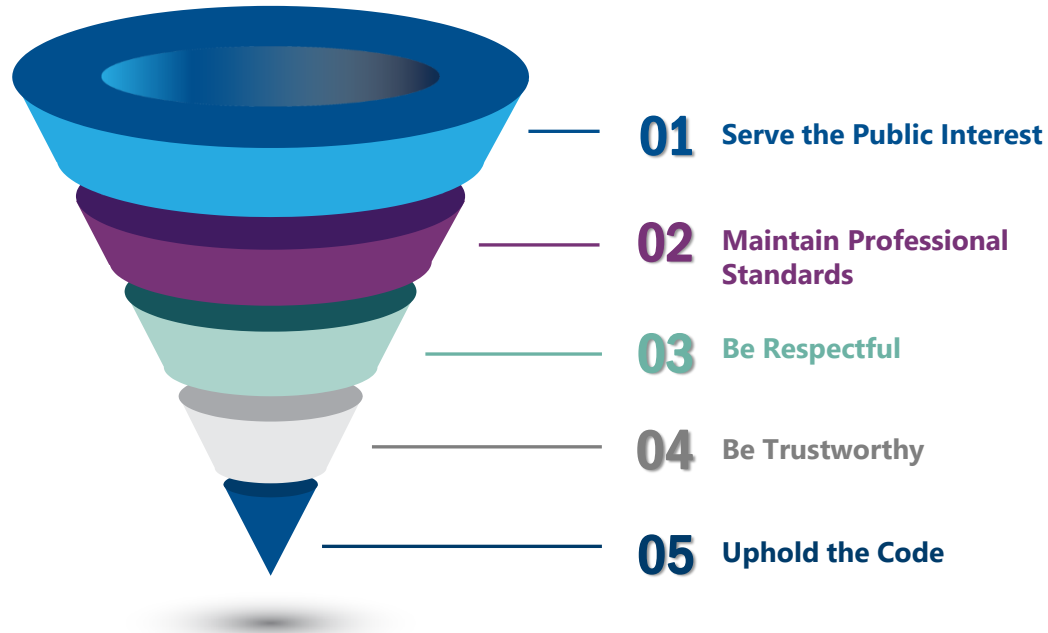 01 Serve the Public Interest
02 Maintain Professional
Standards
03 Be Respectful
04 Be Trustworthy
05 Uphold the Code